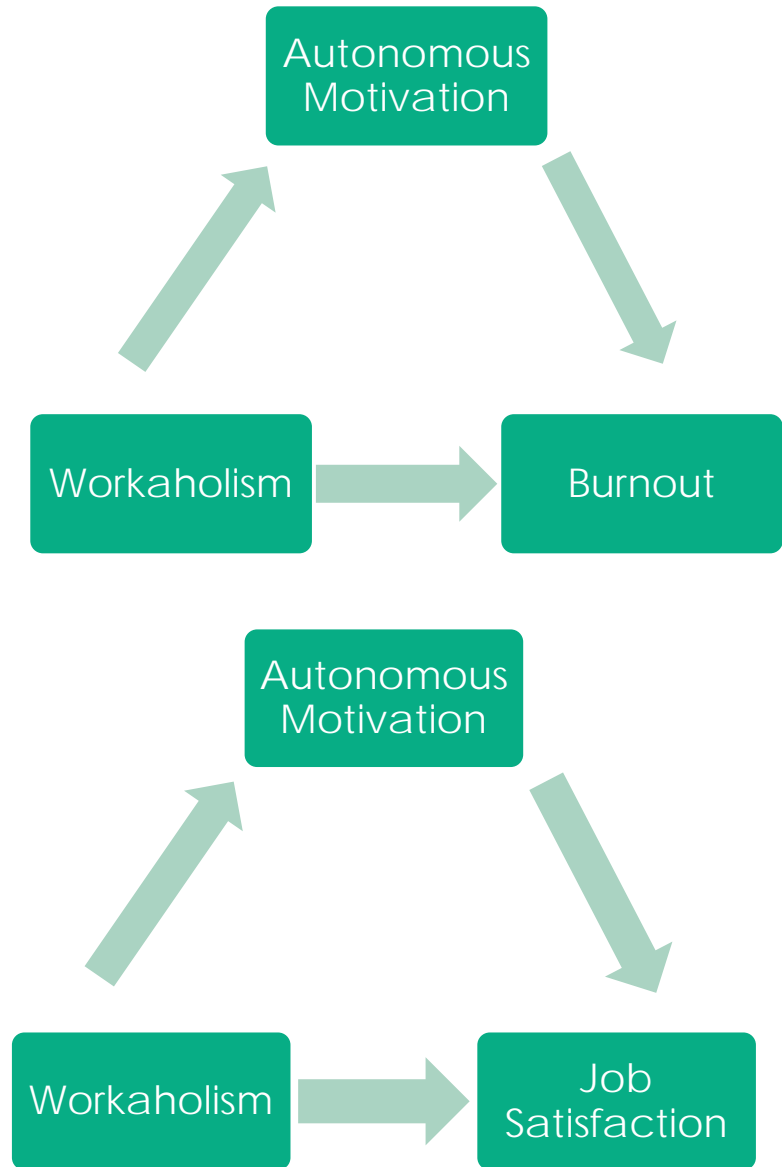 Autonomous
Motivation
Workaholism
Burnout
Autonomous
Motivation
Workaholism
Job
Satisfaction